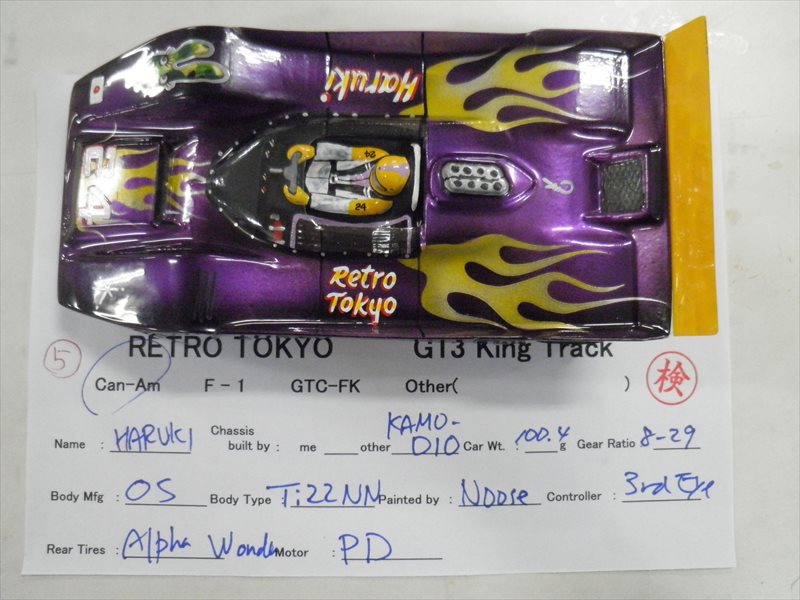 Haruki
24
24
24
Retro
Tokyo
RETRO TOKYO GT3 King Track
5
Can-Am F-1 GTC-FK Other( )
検
Name : HARUKI Chassis built by : me other KAMO-DIO Car Wt. : 100.4 g Gear Ratio : 8-29
Body Mfg : OS Body Type : Ti22NN Painted by : Noose Controller : 3rd Eye
Rear Tires : Alpha Wonder Motor : PD